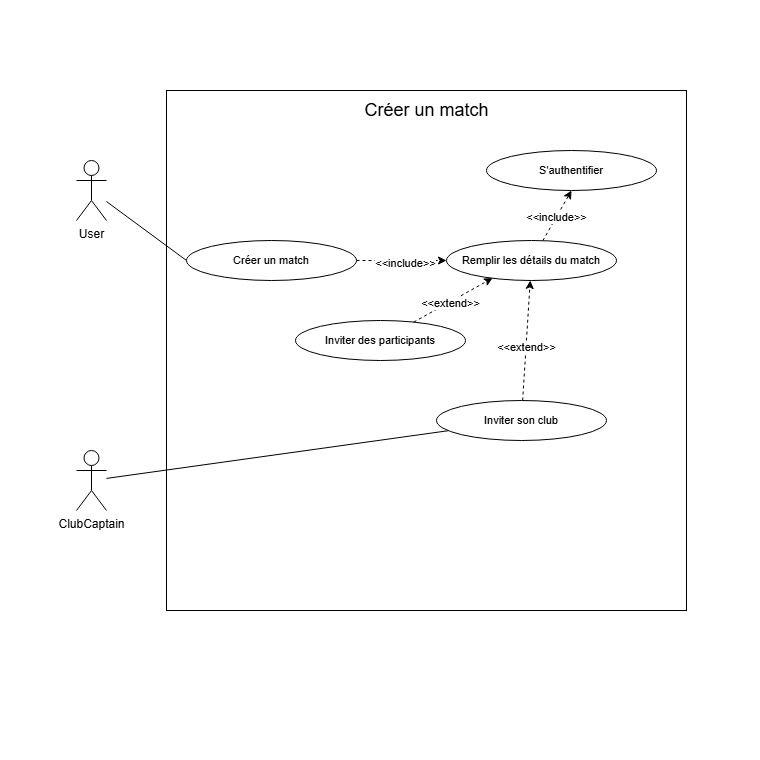 Créer un match
S'authentifier
<<include>>
User
Créer un match
<<include>>
Remplir les détails du match
<<extend>>
Inviter des participants
<<extend>>
Inviter son club
ClubCaptain